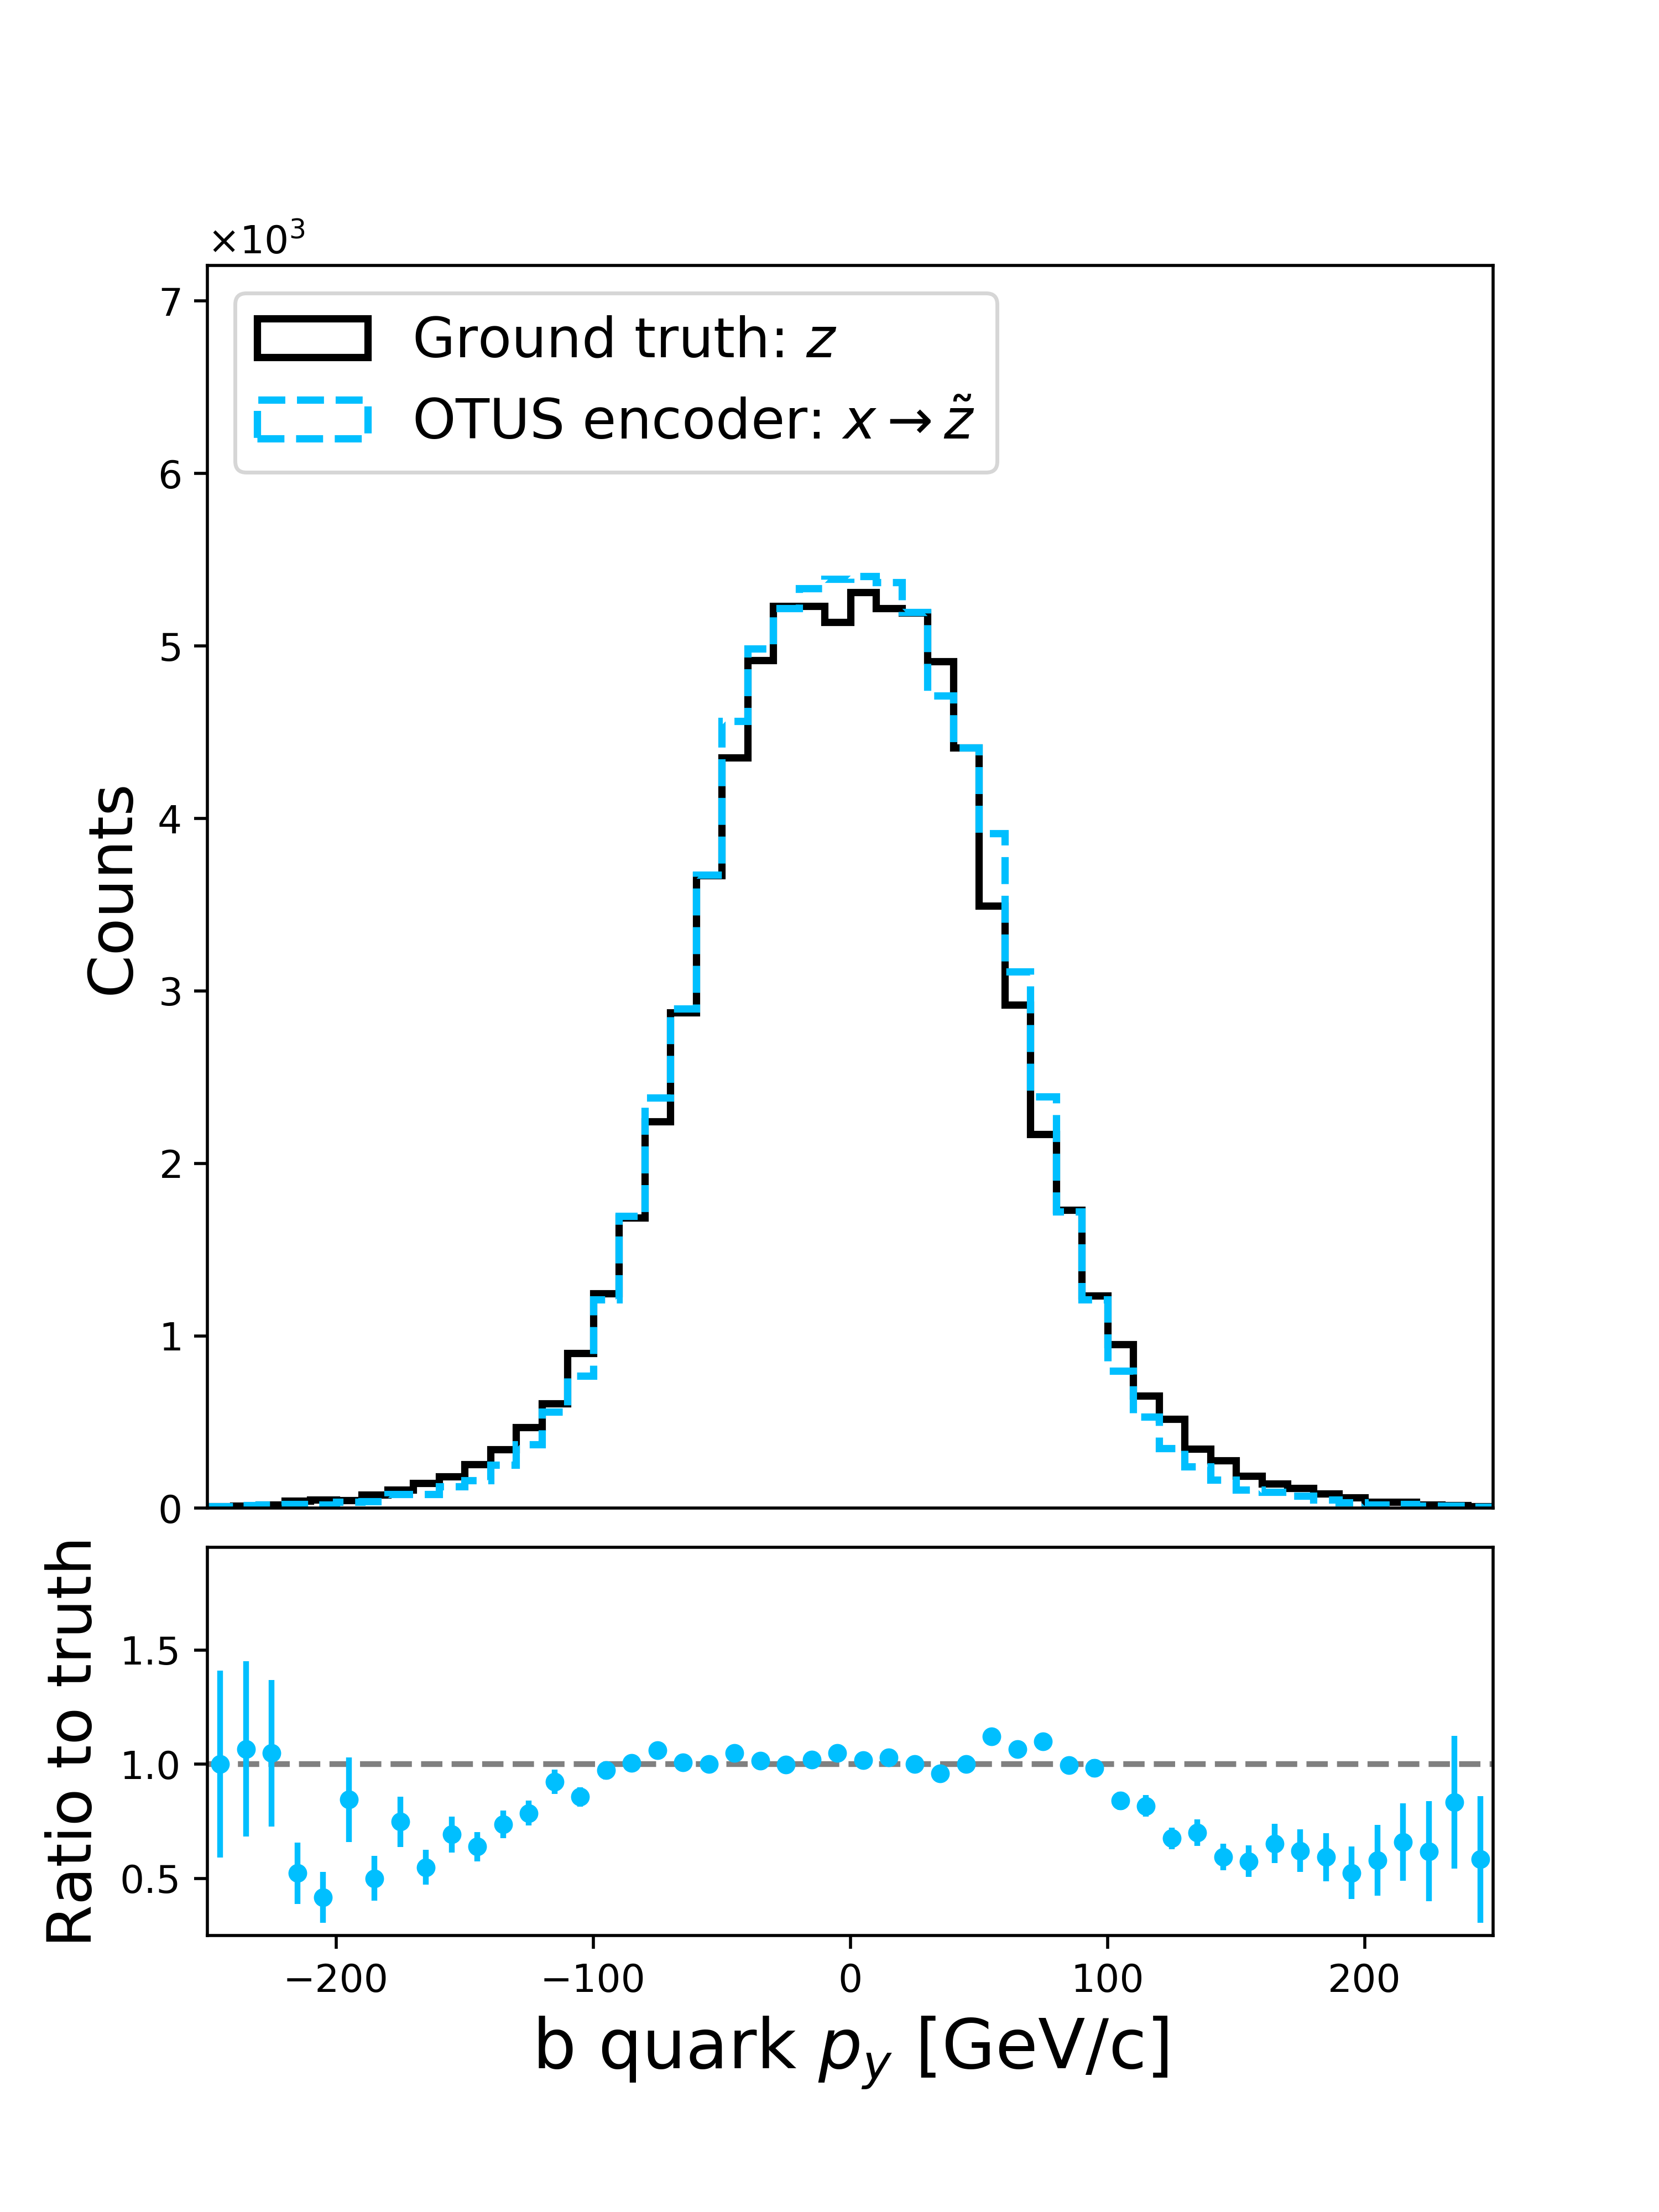 ×10³
7
6
5
4
3
2
1
0
Counts
Ground truth: z
OTUS encoder: x → z̃
1.5
1.0
0.5
Ratio to truth
−200 −100 0 100 200
b quark p_y [GeV/c]